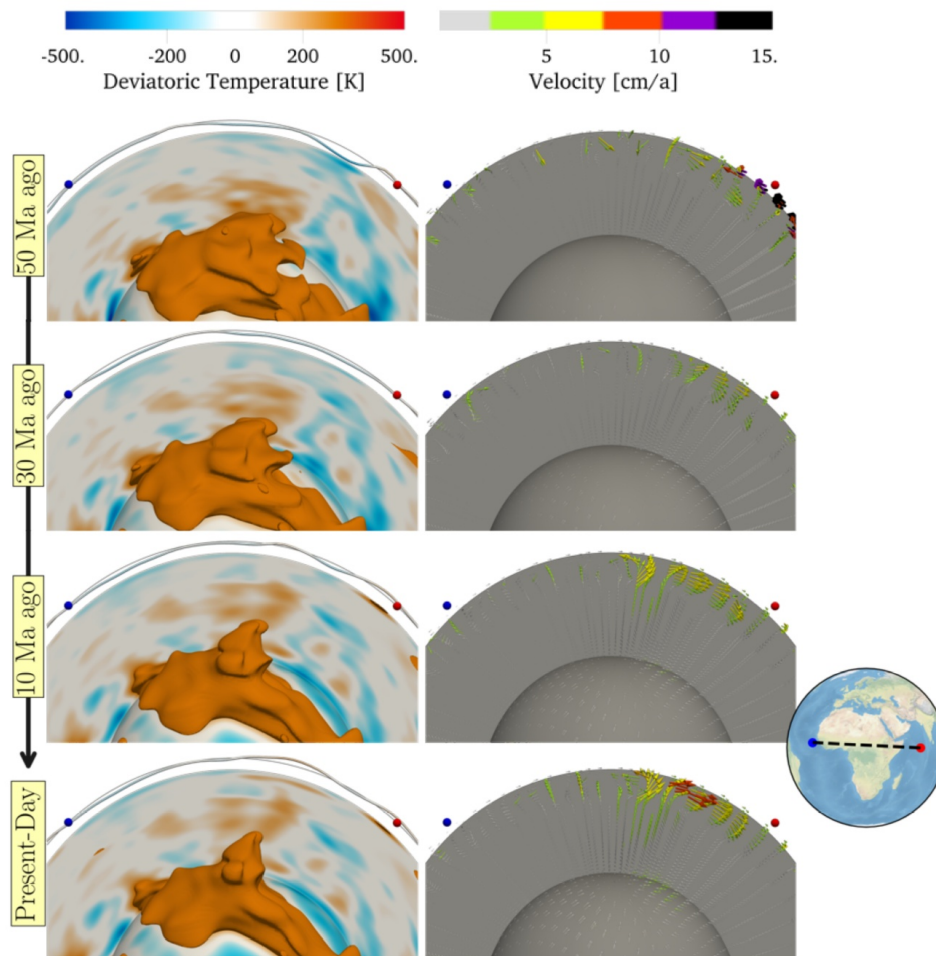 -500. -200 0 200 500.
Deviatoric Temperature [K]
5 10 15.
Velocity [cm/a]
50 Ma ago
30 Ma ago
10 Ma ago
Present-Day